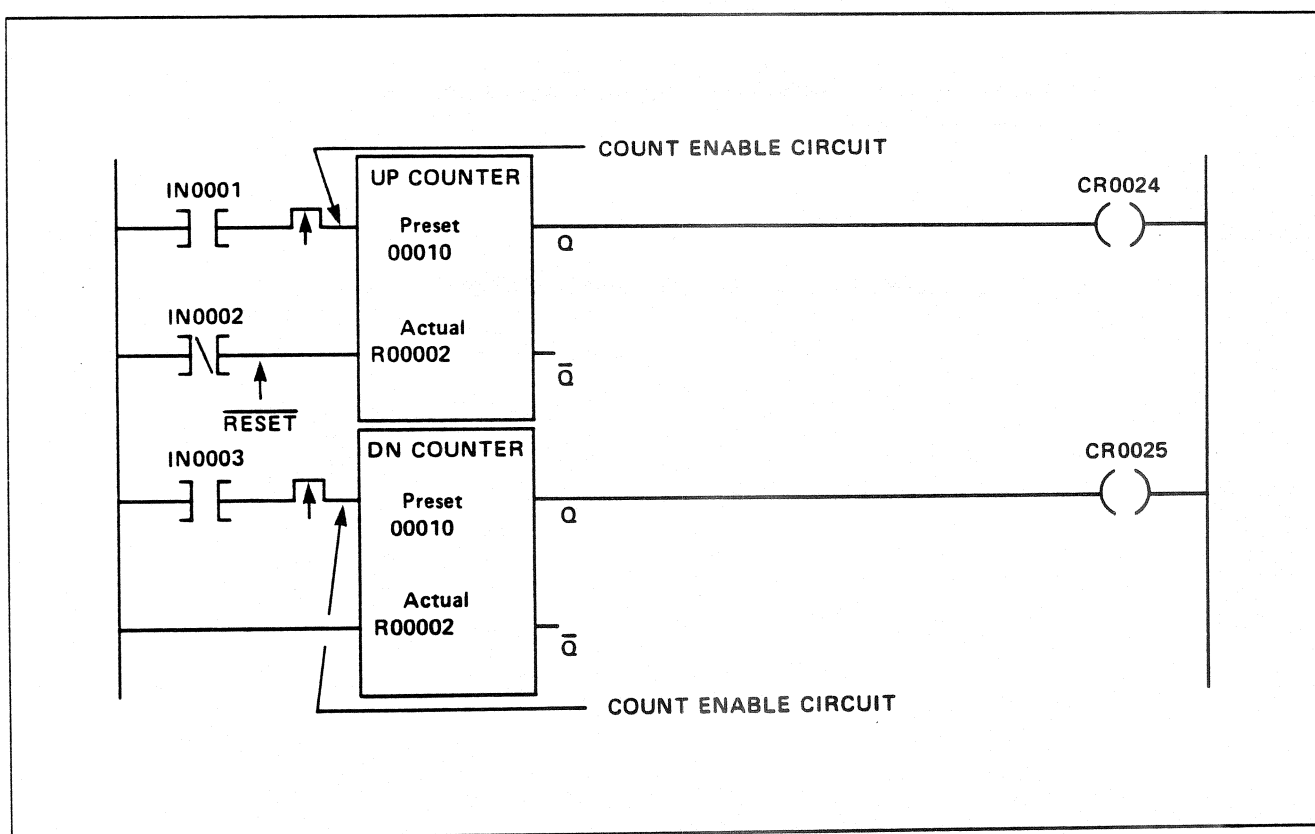 COUNT ENABLE CIRCUIT
IN0001
UP COUNTER
CR0024
Preset
00010
Q
IN0002
Actual
R00002
Q̅
R̅E̅S̅E̅T̅
IN0003
DN COUNTER
CR0025
Preset
00010
Q
Actual
R00002
Q̅
COUNT ENABLE CIRCUIT